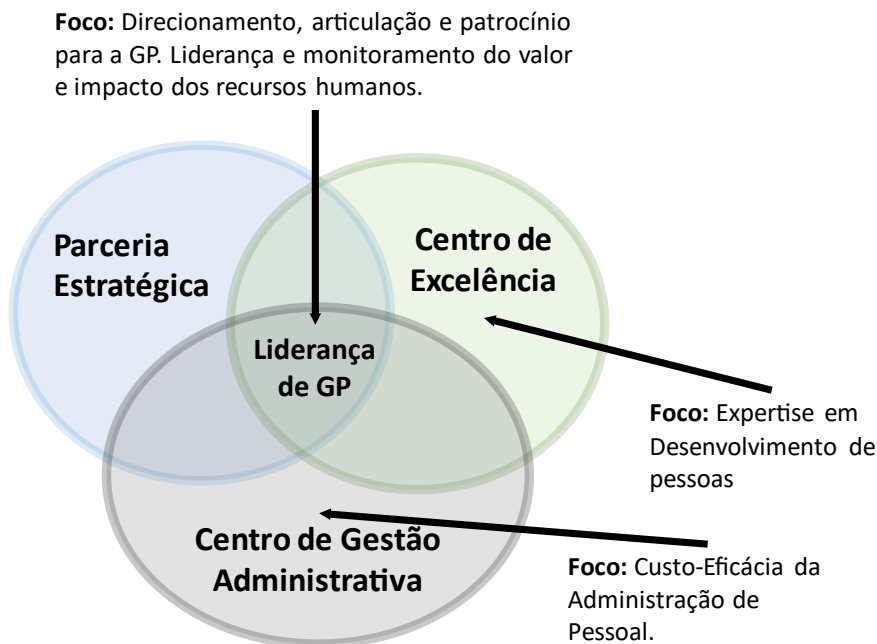 Foco: Direcionamento, articulação e patrocínio
para a GP. Liderança e monitoramento do valor
e impacto dos recursos humanos.
Parceria
Estratégica
Centro de
Excelência
Liderança
de GP
Foco: Expertise em
Desenvolvimento de
pessoas
Centro de Gestão
Administrativa
Foco: Custo-Eficácia da
Administração de
Pessoal.